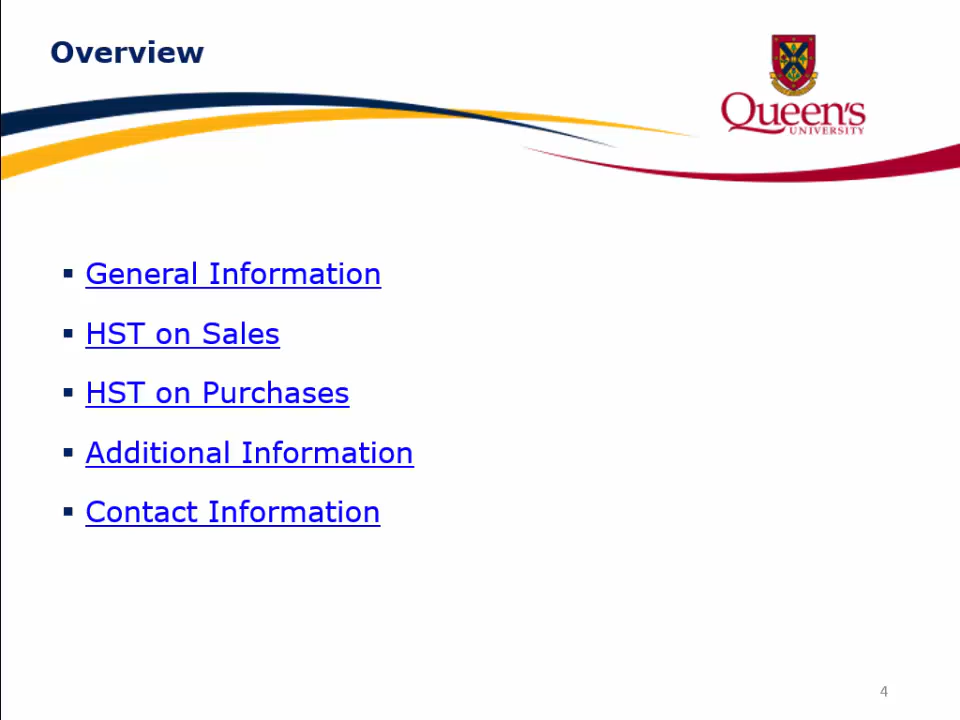 Overview
Queen's
UNIVERSITY
General Information
HST on Sales
HST on Purchases
Additional Information
Contact Information
4